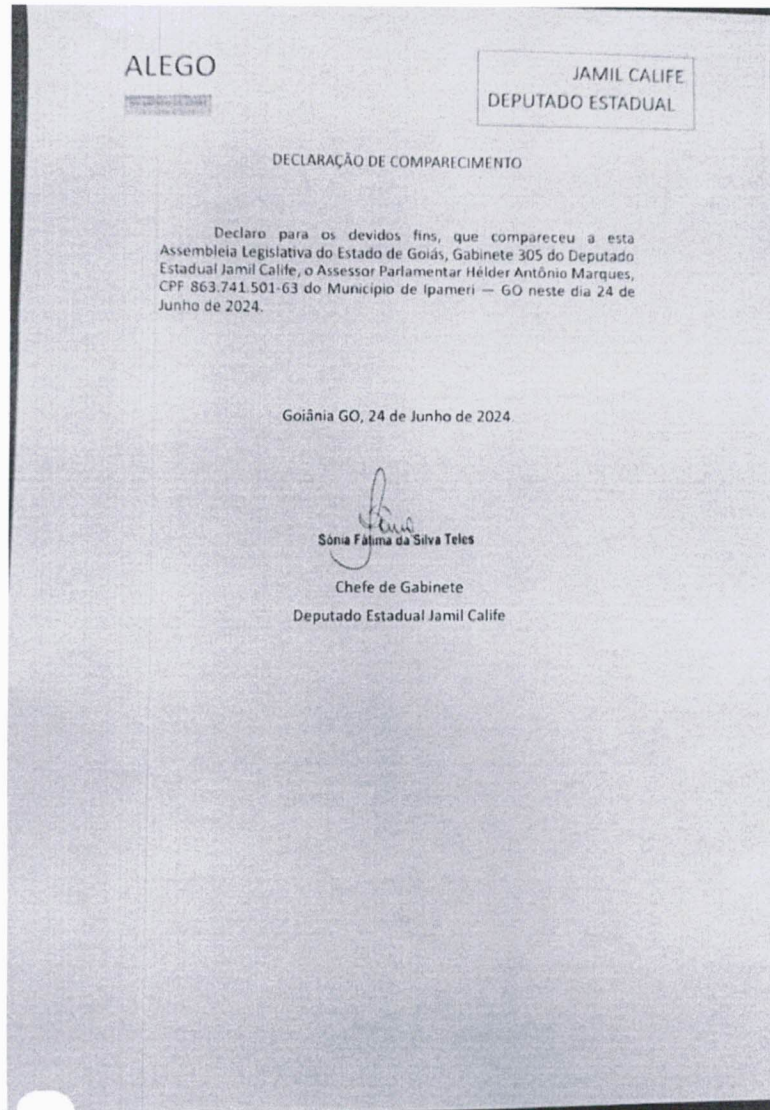 ALEGO
JAMIL CALIFE
DEPUTADO ESTADUAL
DECLARAÇÃO DE COMPARECIMENTO
Declaro para os devidos fins, que compareceu a esta
Assembleia Legislativa do Estado de Goiás, Gabinete 305 do Deputado
Estadual Jamil Calife, o Assessor Parlamentar Hélder Antônio Marques,
CPF 863.741.501-63 do Município de Ipameri — GO neste dia 24 de
Junho de 2024.
Goiânia GO, 24 de Junho de 2024
Sônia Fátima da Silva Teles
Chefe de Gabinete
Deputado Estadual Jamil Calife